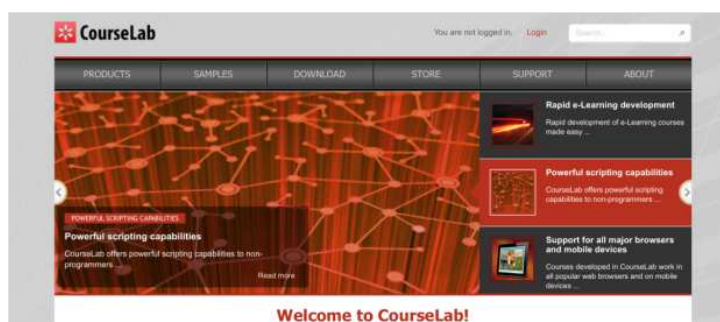 CourseLab
You are not logged in. Login
Search...
PRODUCTS SAMPLES DOWNLOAD STORE SUPPORT ABOUT
POWERFUL SCRIPTING CAPABILITIES
Powerful scripting capabilities
CourseLab offers powerful scripting capabilities to non-
programmers ...
Read more
Rapid e-Learning development
Rapid development of e-Learning courses
made easy ...
Powerful scripting capabilities
CourseLab offers powerful scripting
capabilities to non-programmers ...
Support for all major browsers
and mobile devices
Courses developed in CourseLab work in
all popular web browsers and on mobile
devices ...
Welcome to CourseLab!